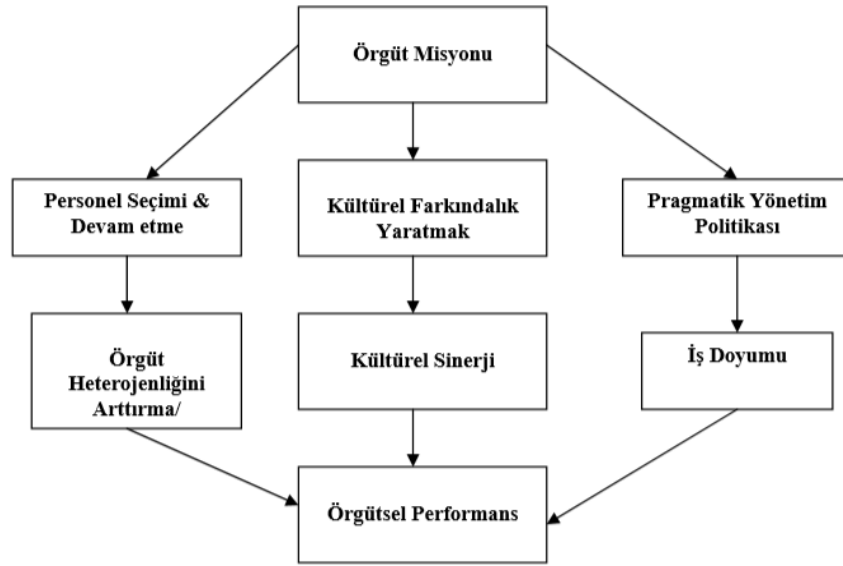 Örgüt Misyonu
Personel Seçimi &
Devam etme
Kültürel Farkındalık
Yaratmak
Pragmatik Yönetim
Politikası
Örgüt
Heterojenliğini
Arttırma/
Kültürel Sinerji
İş Doyumu
Örgütsel Performans